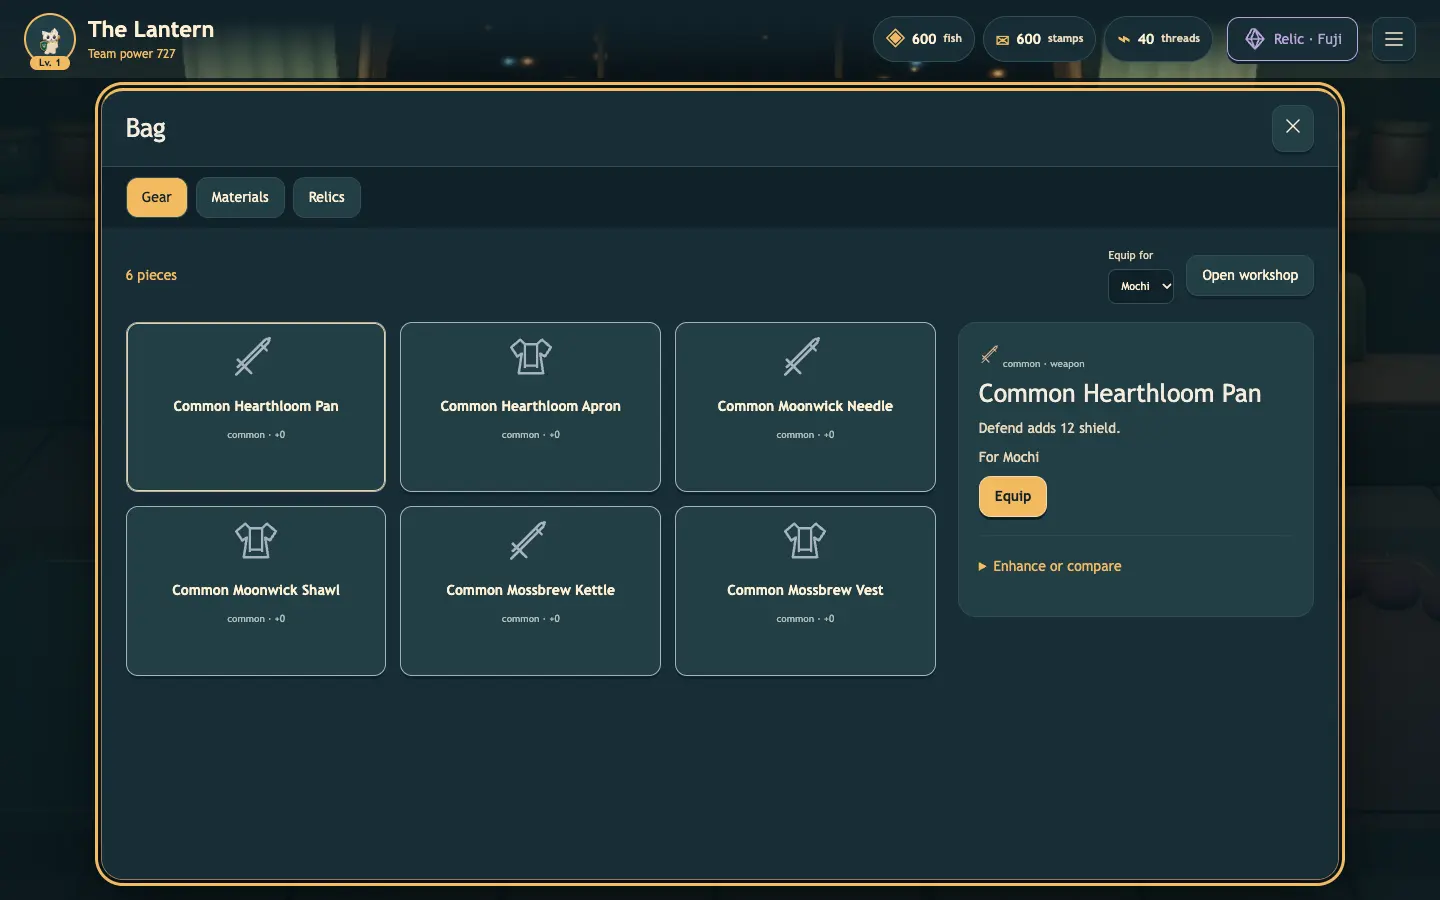 The Lantern
Team power 727
Lv. 1
600 fish
600 stamps
40 threads
Relic · Fuji
Bag
Gear
Materials
Relics
6 pieces
Equip for
Mochi
Open workshop
Common Hearthloom Pan
common · +0
Common Hearthloom Apron
common · +0
Common Moonwick Needle
common · +0
Common Moonwick Shawl
common · +0
Common Mossbrew Kettle
common · +0
Common Mossbrew Vest
common · +0
common · weapon
Common Hearthloom Pan
Defend adds 12 shield.
For Mochi
Equip
Enhance or compare